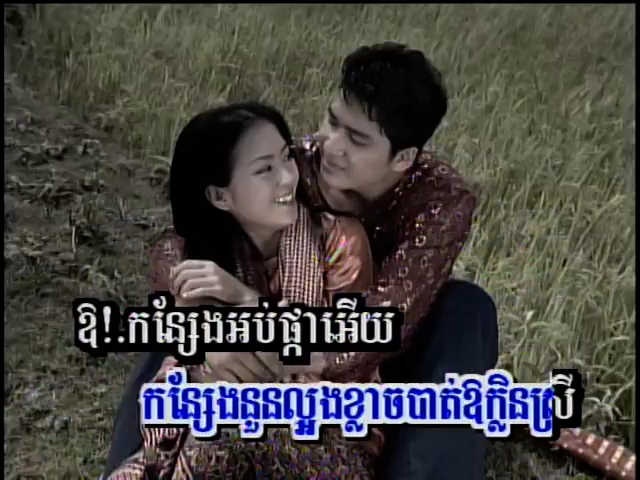 ឱ!.កន្សែងអប់ផ្កាអើយ
កន្សែងនួនល្អងខ្លាចបាត់ឱក្លិនស្រី